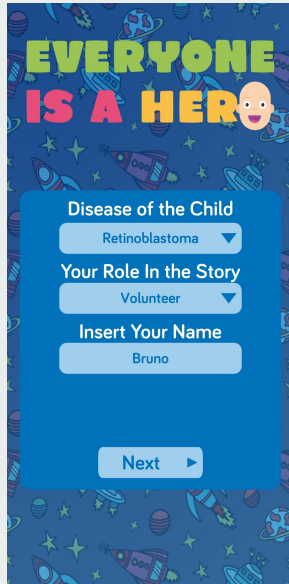 EVERYONE
IS A HERO
Disease of the Child
Retinoblastoma
Your Role In the Story
Volunteer
Insert Your Name
Bruno
Next